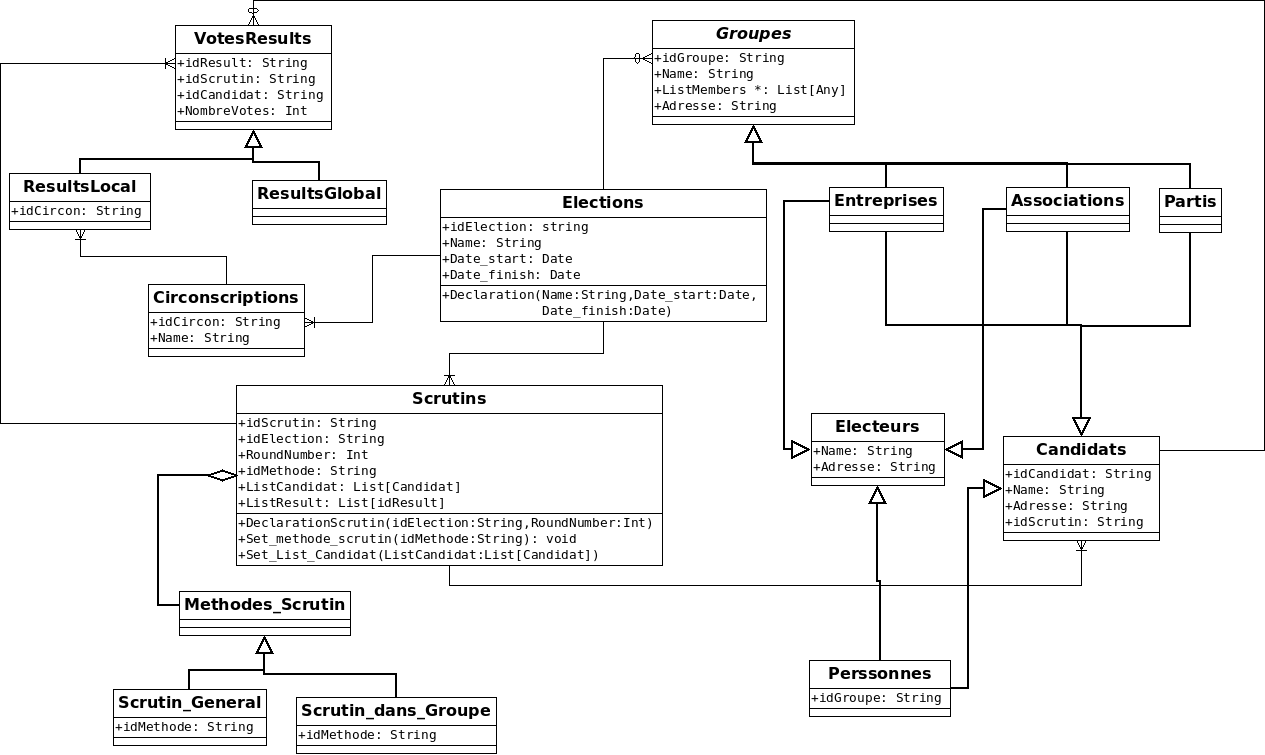 VotesResults
+idResult: String
+idScrutin: String
+idCandidat: String
+NombreVotes: Int
Groupes
+idGroupe: String
+Name: String
+ListMembers *: List[Any]
+Adresse: String
ResultsLocal
+idCircon: String
ResultsGlobal
Elections
+idElection: string
+Name: String
+Date_start: Date
+Date_finish: Date
+Declaration(Name:String,Date_start:Date,
Date_finish:Date)
Entreprises
Associations
Partis
Circonscriptions
+idCircon: String
+Name: String
Scrutins
+idScrutin: String
+idElection: String
+RoundNumber: Int
+idMethode: String
+ListCandidat: List[Candidat]
+ListResult: List[idResult]
+DeclarationScrutin(idElection:String,RoundNumber:Int)
+Set_methode_scrutin(idMethode:String): void
+Set_List_Candidat(ListCandidat:List[Candidat])
Electeurs
+Name: String
+Adresse: String
Candidats
+idCandidat: String
+Name: String
+Adresse: String
+idScrutin: String
Methodes_Scrutin
Scrutin_General
+idMethode: String
Scrutin_dans_Groupe
+idMethode: String
Perssonnes
+idGroupe: String